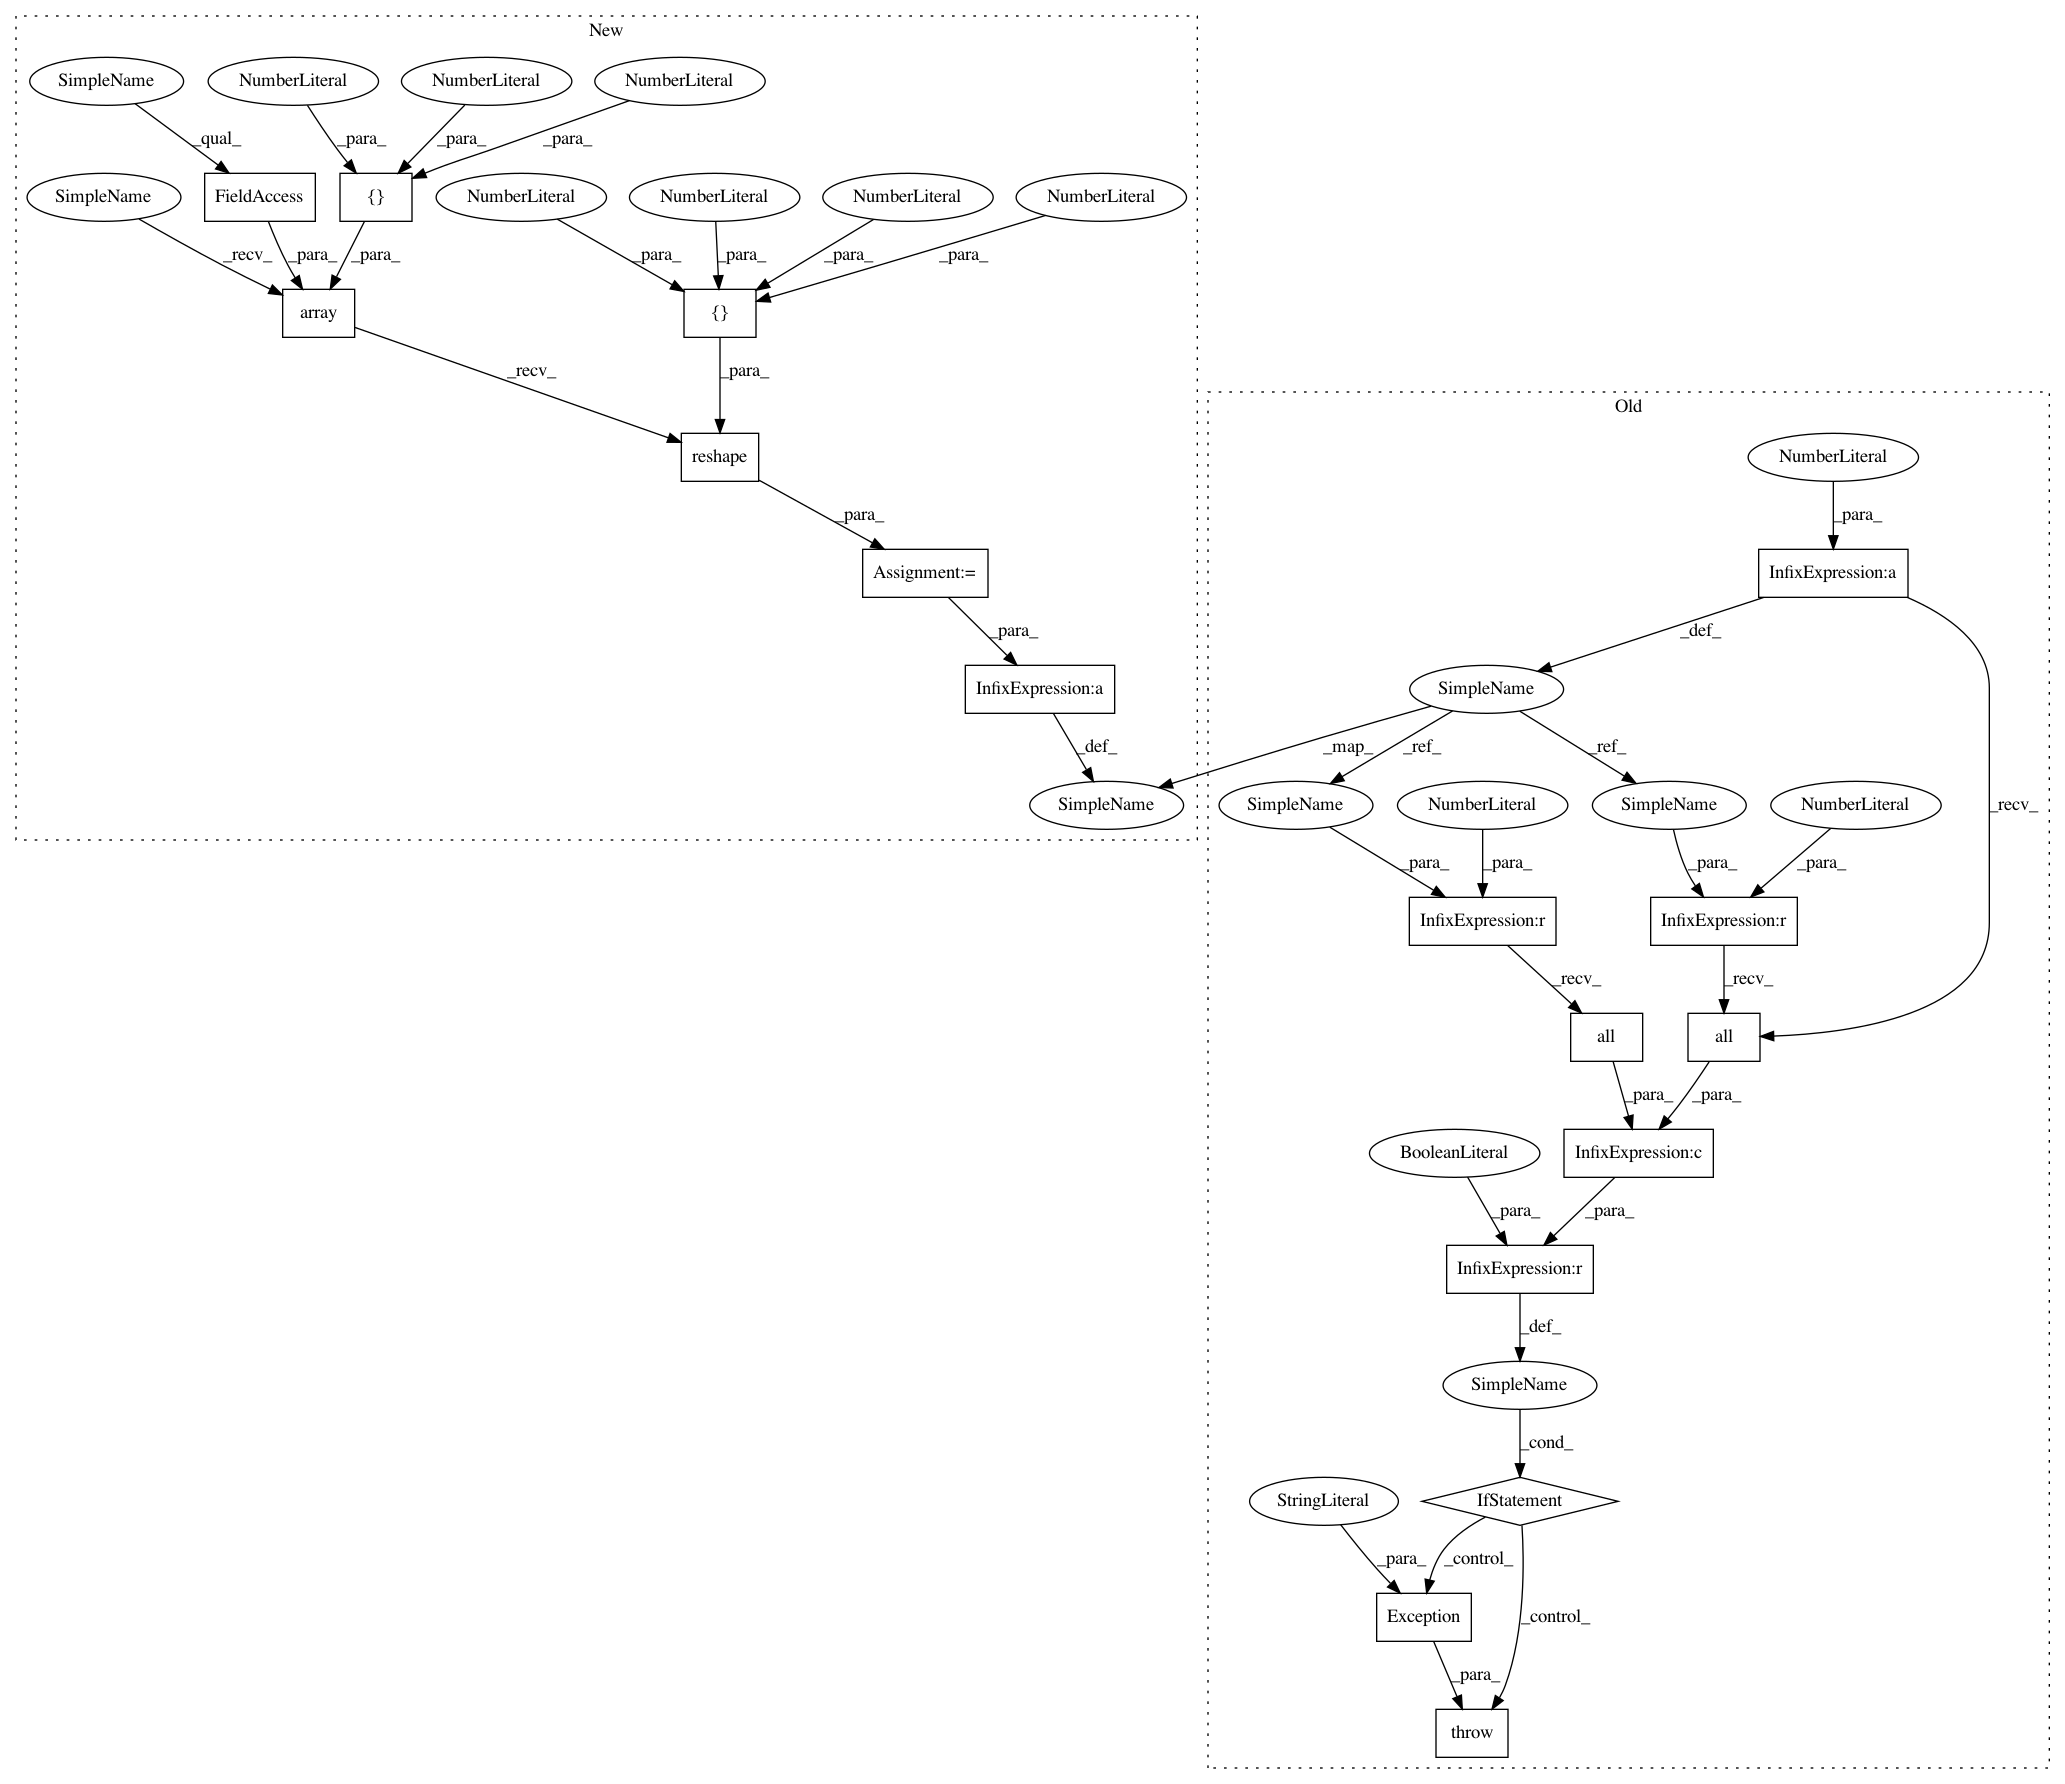 New
SimpleName
NumberLiteral
NumberLiteral
NumberLiteral
_qual_
_para_
_para_
_para_
SimpleName
FieldAccess
{}
NumberLiteral
NumberLiteral
NumberLiteral
NumberLiteral
_recv_
_para_
_para_
_para_
_para_
_para_
_para_
array
{}
_recv_
_para_
Old
reshape
NumberLiteral
_para_
_para_
Assignment:=
InfixExpression:a
_para_
_def_
InfixExpression:a
SimpleName
_def_
_map_
_ref_
_ref_
SimpleName
SimpleName
NumberLiteral
SimpleName
NumberLiteral
_recv_
_para_
_para_
_para_
_para_
InfixExpression:r
InfixExpression:r
_recv_
_recv_
all
all
_para_
_para_
BooleanLiteral
InfixExpression:c
_para_
_para_
InfixExpression:r
_def_
SimpleName
_cond_
StringLiteral
IfStatement
_para_
_control_
Exception
_control_
_para_
throw